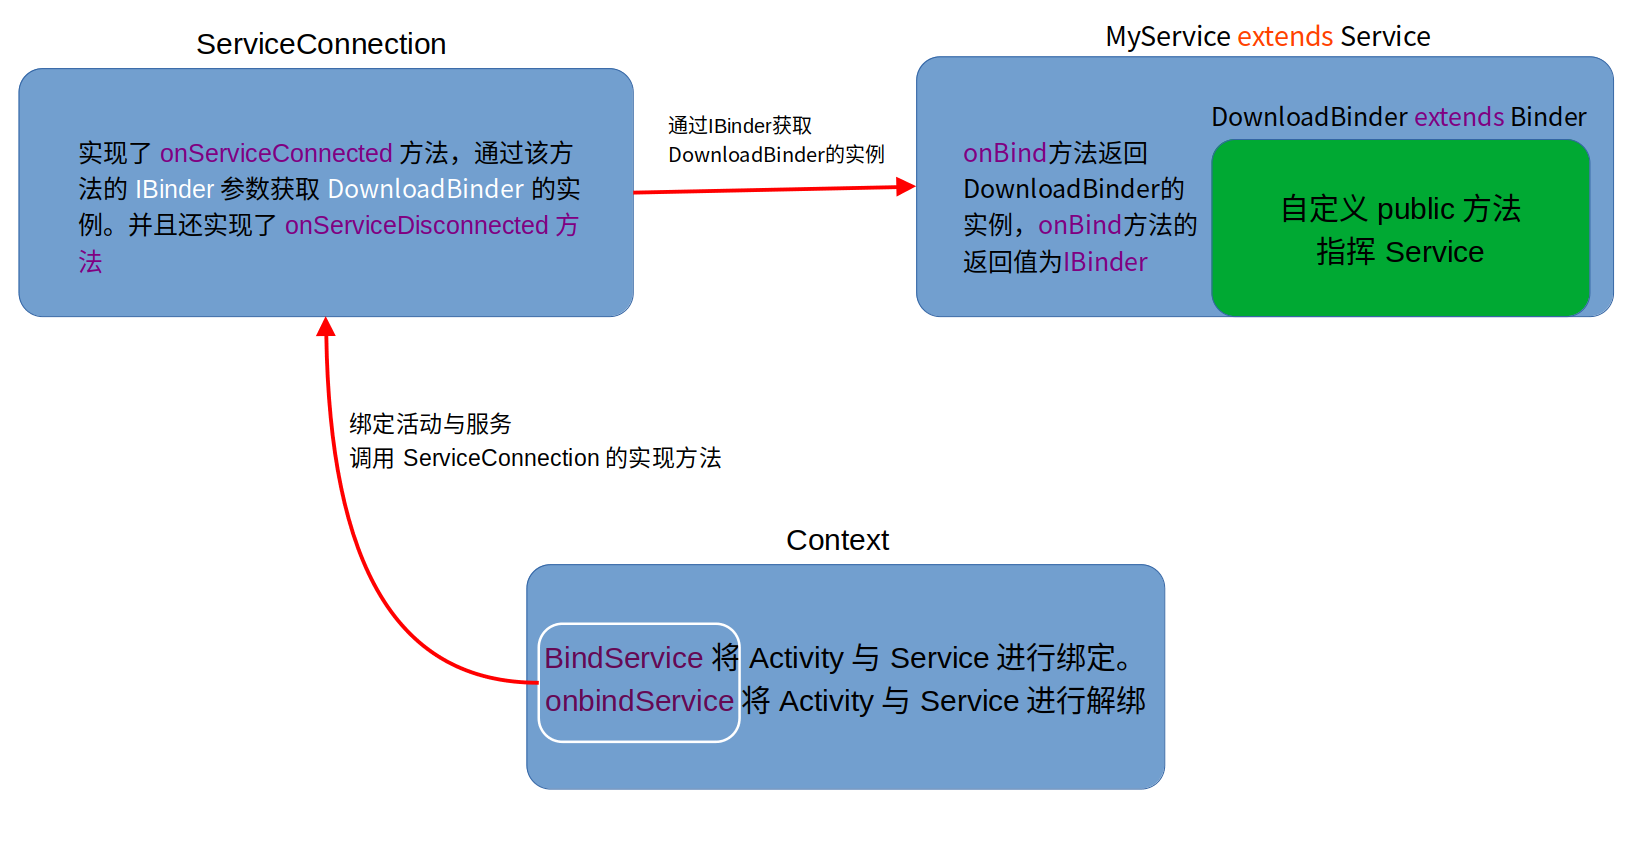 ServiceConnection
实现了 onServiceConnected 方法，通过该方
法的 IBinder 参数获取 DownloadBinder 的实
例。并且还实现了 onServiceDisconnected 方
法
通过IBinder获取
DownloadBinder的实例
MyService extends Service
onBind方法返回
DownloadBinder的
实例，onBind方法的
返回值为IBinder
DownloadBinder extends Binder
自定义 public 方法
指挥 Service
绑定活动与服务
调用 ServiceConnection 的实现方法
Context
BindService 将 Activity 与 Service 进行绑定。
onbindService 将 Activity 与 Service 进行解绑